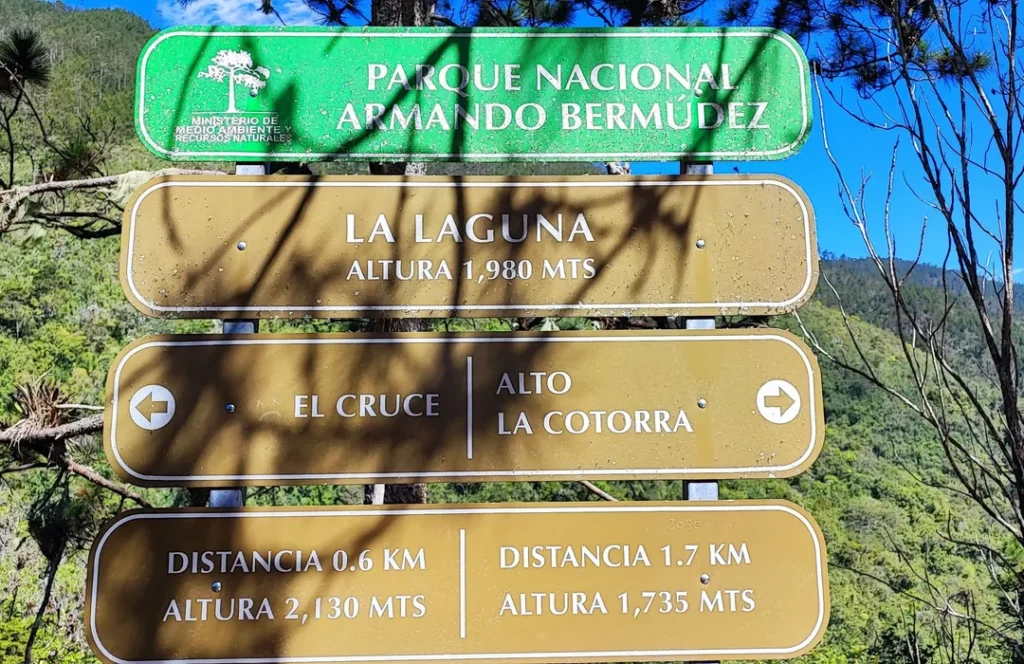 PARQUE NACIONAL
ARMANDO BERMÚDEZ
MINISTERIO DE
MEDIO AMBIENTE Y
RECURSOS NATURALES
LA LAGUNA
ALTURA 1,980 MTS
EL CRUCE
ALTO
LA COTORRA
DISTANCIA 0.6 KM
ALTURA 2,130 MTS
Jose
DISTANCIA 1.7 KM
ALTURA 1,735 MTS